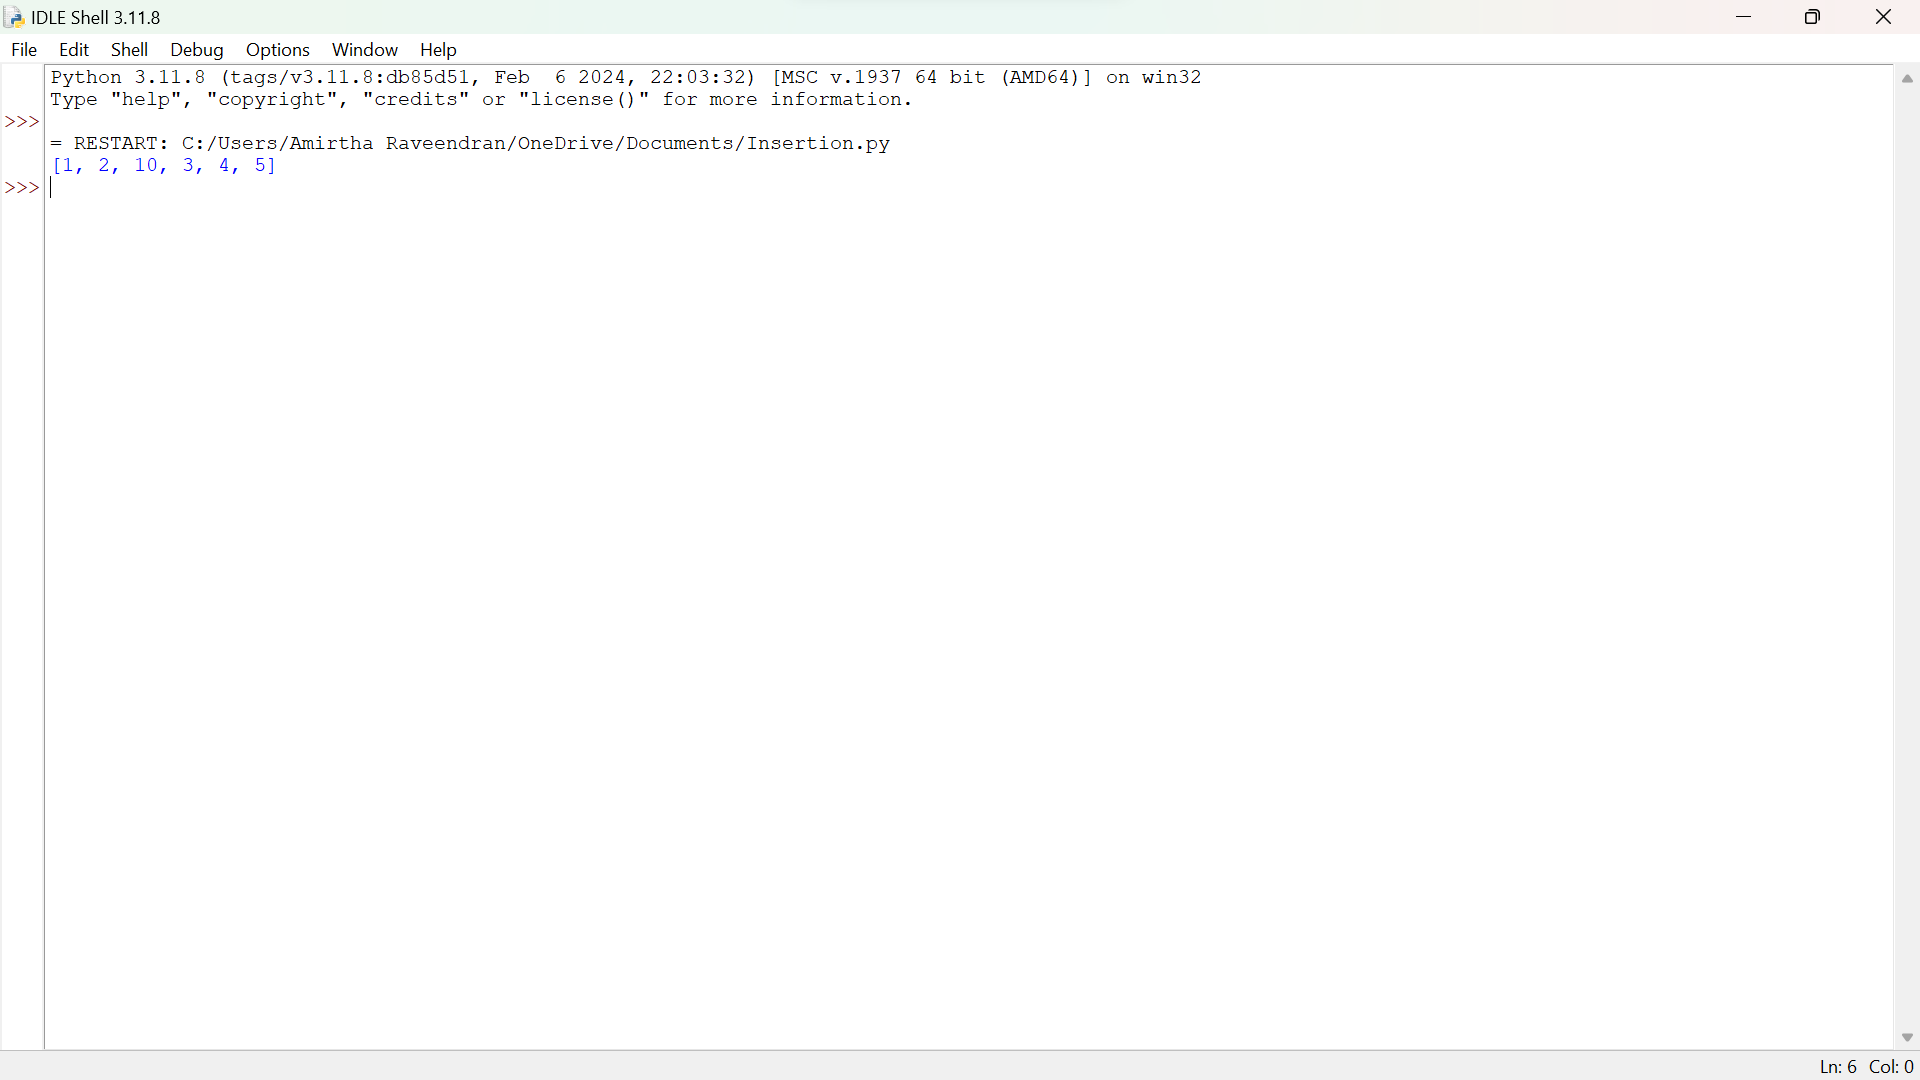 IDLE Shell 3.11.8
File Edit Shell Debug Options Window Help
Python 3.11.8 (tags/v3.11.8:db85d51, Feb  6 2024, 22:03:32) [MSC v.1937 64 bit (AMD64)] on win32
Type "help", "copyright", "credits" or "license()" for more information.
>>>
= RESTART: C:/Users/Amirtha Raveendran/OneDrive/Documents/Insertion.py
[1, 2, 10, 3, 4, 5]
>>>
Ln: 6 Col: 0